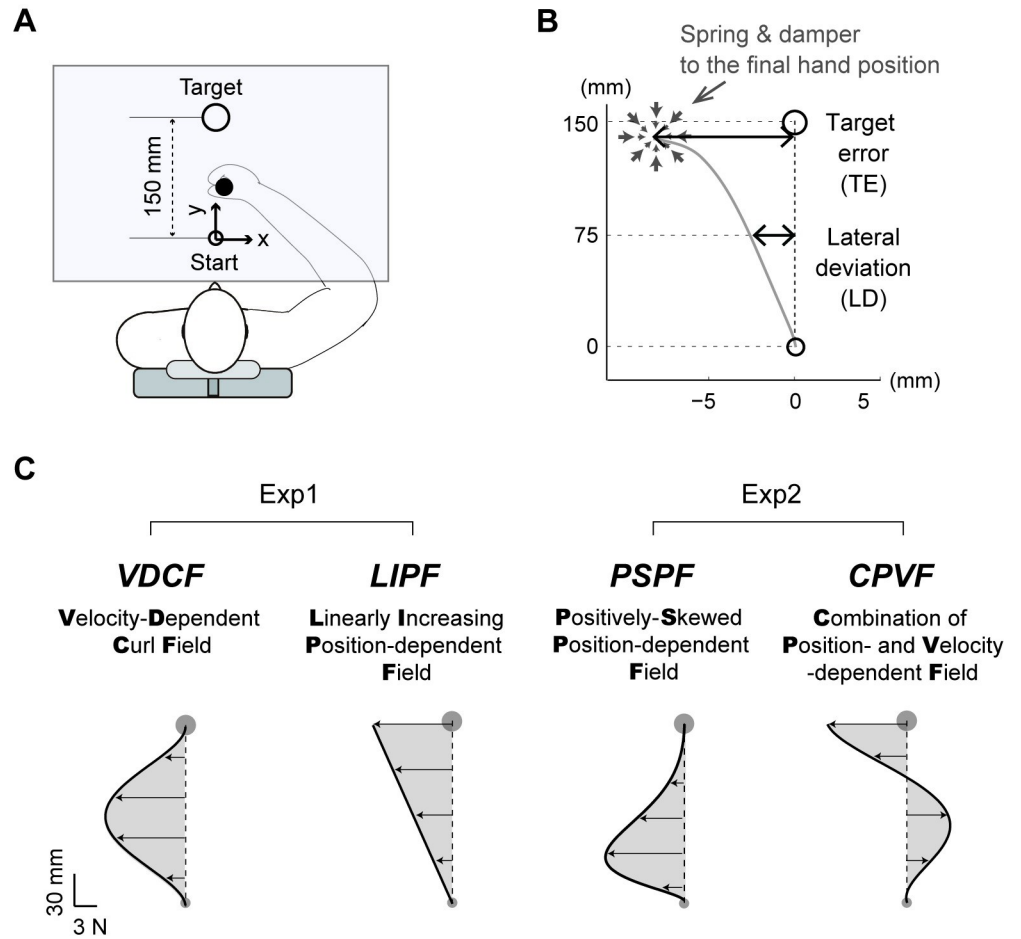 A
Target
150 mm
y
x
Start
B
Spring & damper
to the final hand position
(mm)
150
Target
error
(TE)
75
Lateral
deviation
(LD)
0
(mm)
−5
0
5
C
Exp1
Exp2
VDCF
LIPF
PSPF
CPVF
Velocity-Dependent
Curl Field
Linearly Increasing
Position-dependent
Field
Positively-Skewed
Position-dependent
Field
Combination of
Position- and Velocity
-dependent Field
30 mm
3 N